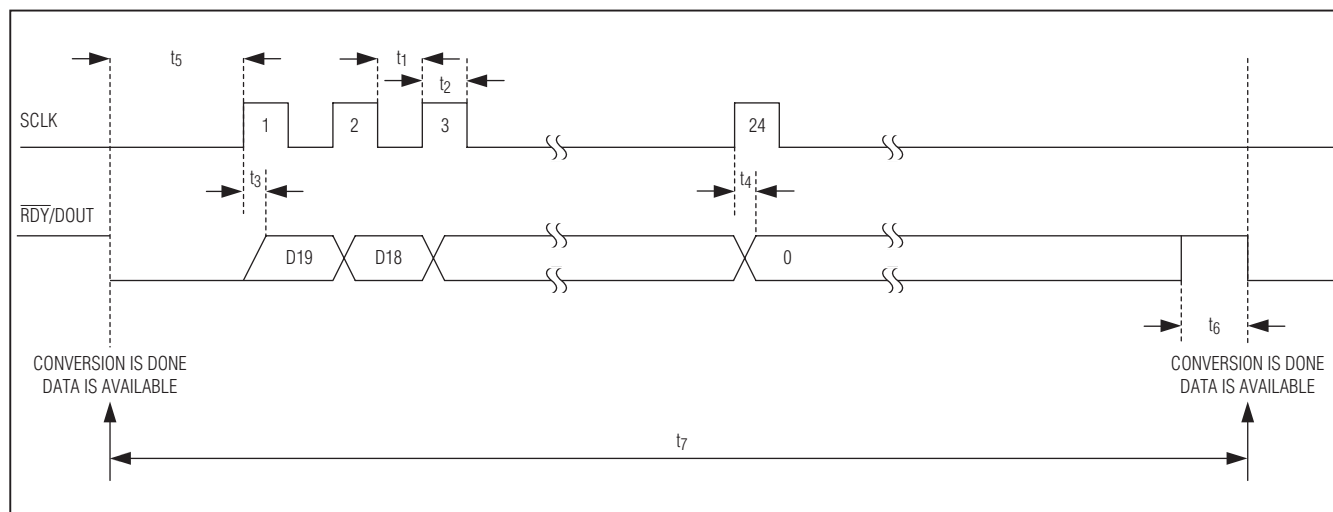 t5
t1
t2
SCLK
1
2
3
24
t3
t4
RDY/DOUT
D19
D18
0
t6
CONVERSION IS DONE
DATA IS AVAILABLE
CONVERSION IS DONE
DATA IS AVAILABLE
t7